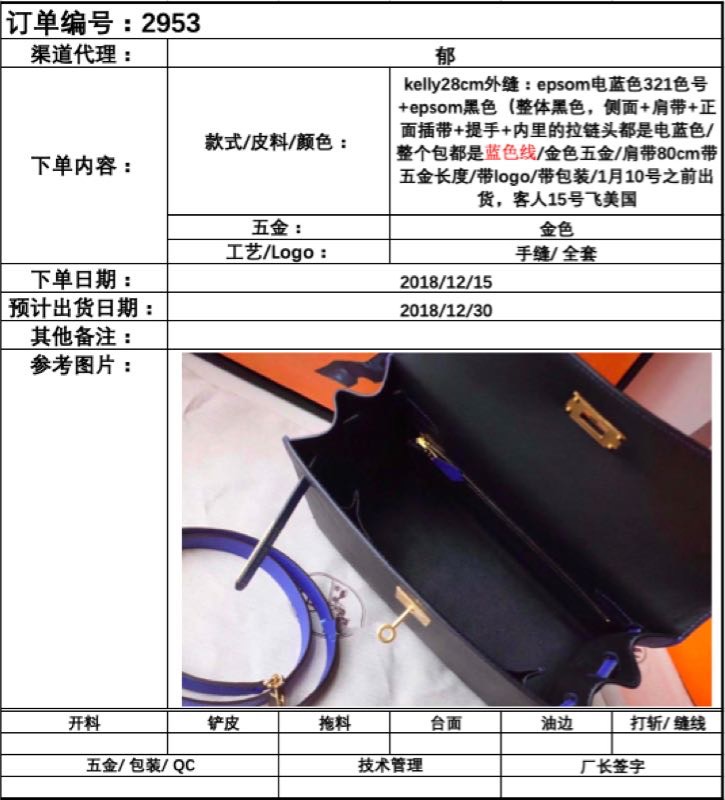 订单编号：2953
渠道代理：
郁
下单内容：
款式/皮料/颜色：
kelly28cm外缝：epsom电蓝色321色号
+epsom黑色（整体黑色，侧面+肩带+正
面插带+提手+内里的拉链头都是电蓝色/
整个包都是蓝色线/金色五金/肩带80cm带
五金长度/带logo/带包装/1月10号之前出
货，客人15号飞美国
五金：
金色
工艺/Logo：
手缝/ 全套
下单日期：
2018/12/15
预计出货日期：
2018/12/30
其他备注：
参考图片：
开料 铲皮 拖料 台面 油边 打斩/ 缝线
五金/ 包装/ QC 技术管理 厂长签字